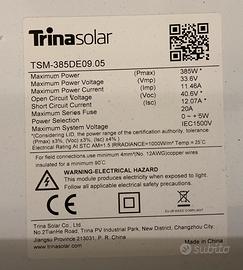 Trinasolar
TSM-385DE09.05
Maximum Power (Pmax) 385W *
Maximum Power Voltage (Vmp) 33.6V
Maximum Power Current (Imp) 11.46A
Open Circuit Voltage (Voc) 40.6V *
Short Circuit Current (Isc) 12.07A *
Maximum Series Fuse 20A
Power Selection 0 ~ +5W
Maximum System Voltage IEC1500V
*Considering LID, the power range of the certification, tolerance of
Pmax) ±3%, Voc) ±3%, Isc) ±4% )
Electrical Rating At STC AM=1.5 IRRADIANCE=1000W/m² Temp = 25°C
For field connections use minimum 4mm²(No. 12AWG)copper wires
insulated for a minimum 90°C
WARNING-ELECTRICAL HAZARD
This module produces electricity when exposed
to light. Follow all applicable electrical
safety precautions.
Trina Solar Co., Ltd
No.2TianHe Road, Trina PV Industrial Park, New District, Changzhou City,
Jiangsu Province 213031, P. R. China
MADE IN CHINA
www.trinasolar.com
subito